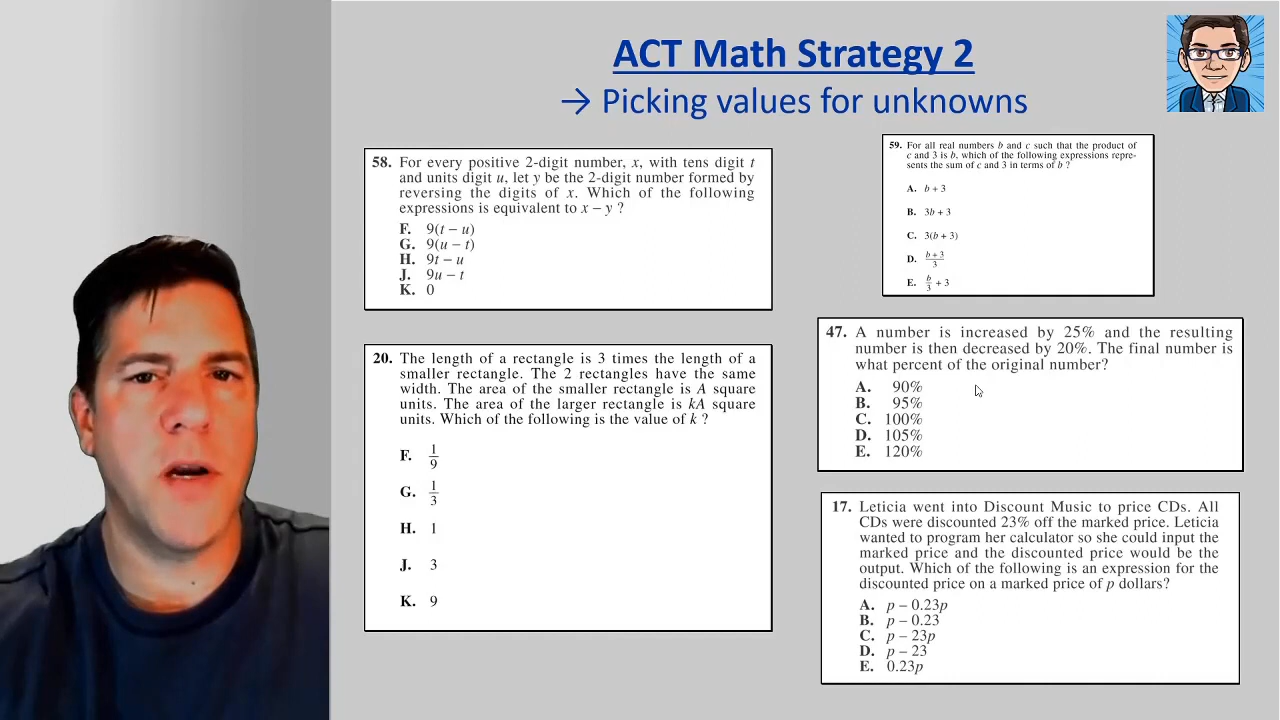 ACT Math Strategy 2
→ Picking values for unknowns
58. For every positive 2-digit number, x, with tens digit t
and units digit u, let y be the 2-digit number formed by
reversing the digits of x. Which of the following
expressions is equivalent to x − y ?
F. 9(t − u)
G. 9(u − t)
H. 9t − u
J. 9u − t
K. 0
59. For all real numbers b and c such that the product of
c and 3 is b, which of the following expressions repre-
sents the sum of c and 3 in terms of b ?
A. b + 3
B. 3b + 3
C. 3(b + 3)
D. b + 3
3
E. b
3 + 3
20. The length of a rectangle is 3 times the length of a
smaller rectangle. The 2 rectangles have the same
width. The area of the smaller rectangle is A square
units. The area of the larger rectangle is kA square
units. Which of the following is the value of k ?
F. 1
9
G. 1
3
H. 1
J. 3
K. 9
47. A number is increased by 25% and the resulting
number is then decreased by 20%. The final number is
what percent of the original number?
A. 90%
B. 95%
C. 100%
D. 105%
E. 120%
17. Leticia went into Discount Music to price CDs. All
CDs were discounted 23% off the marked price. Leticia
wanted to program her calculator so she could input the
marked price and the discounted price would be the
output. Which of the following is an expression for the
discounted price on a marked price of p dollars?
A. p − 0.23p
B. p − 0.23
C. p − 23p
D. p − 23
E. 0.23p